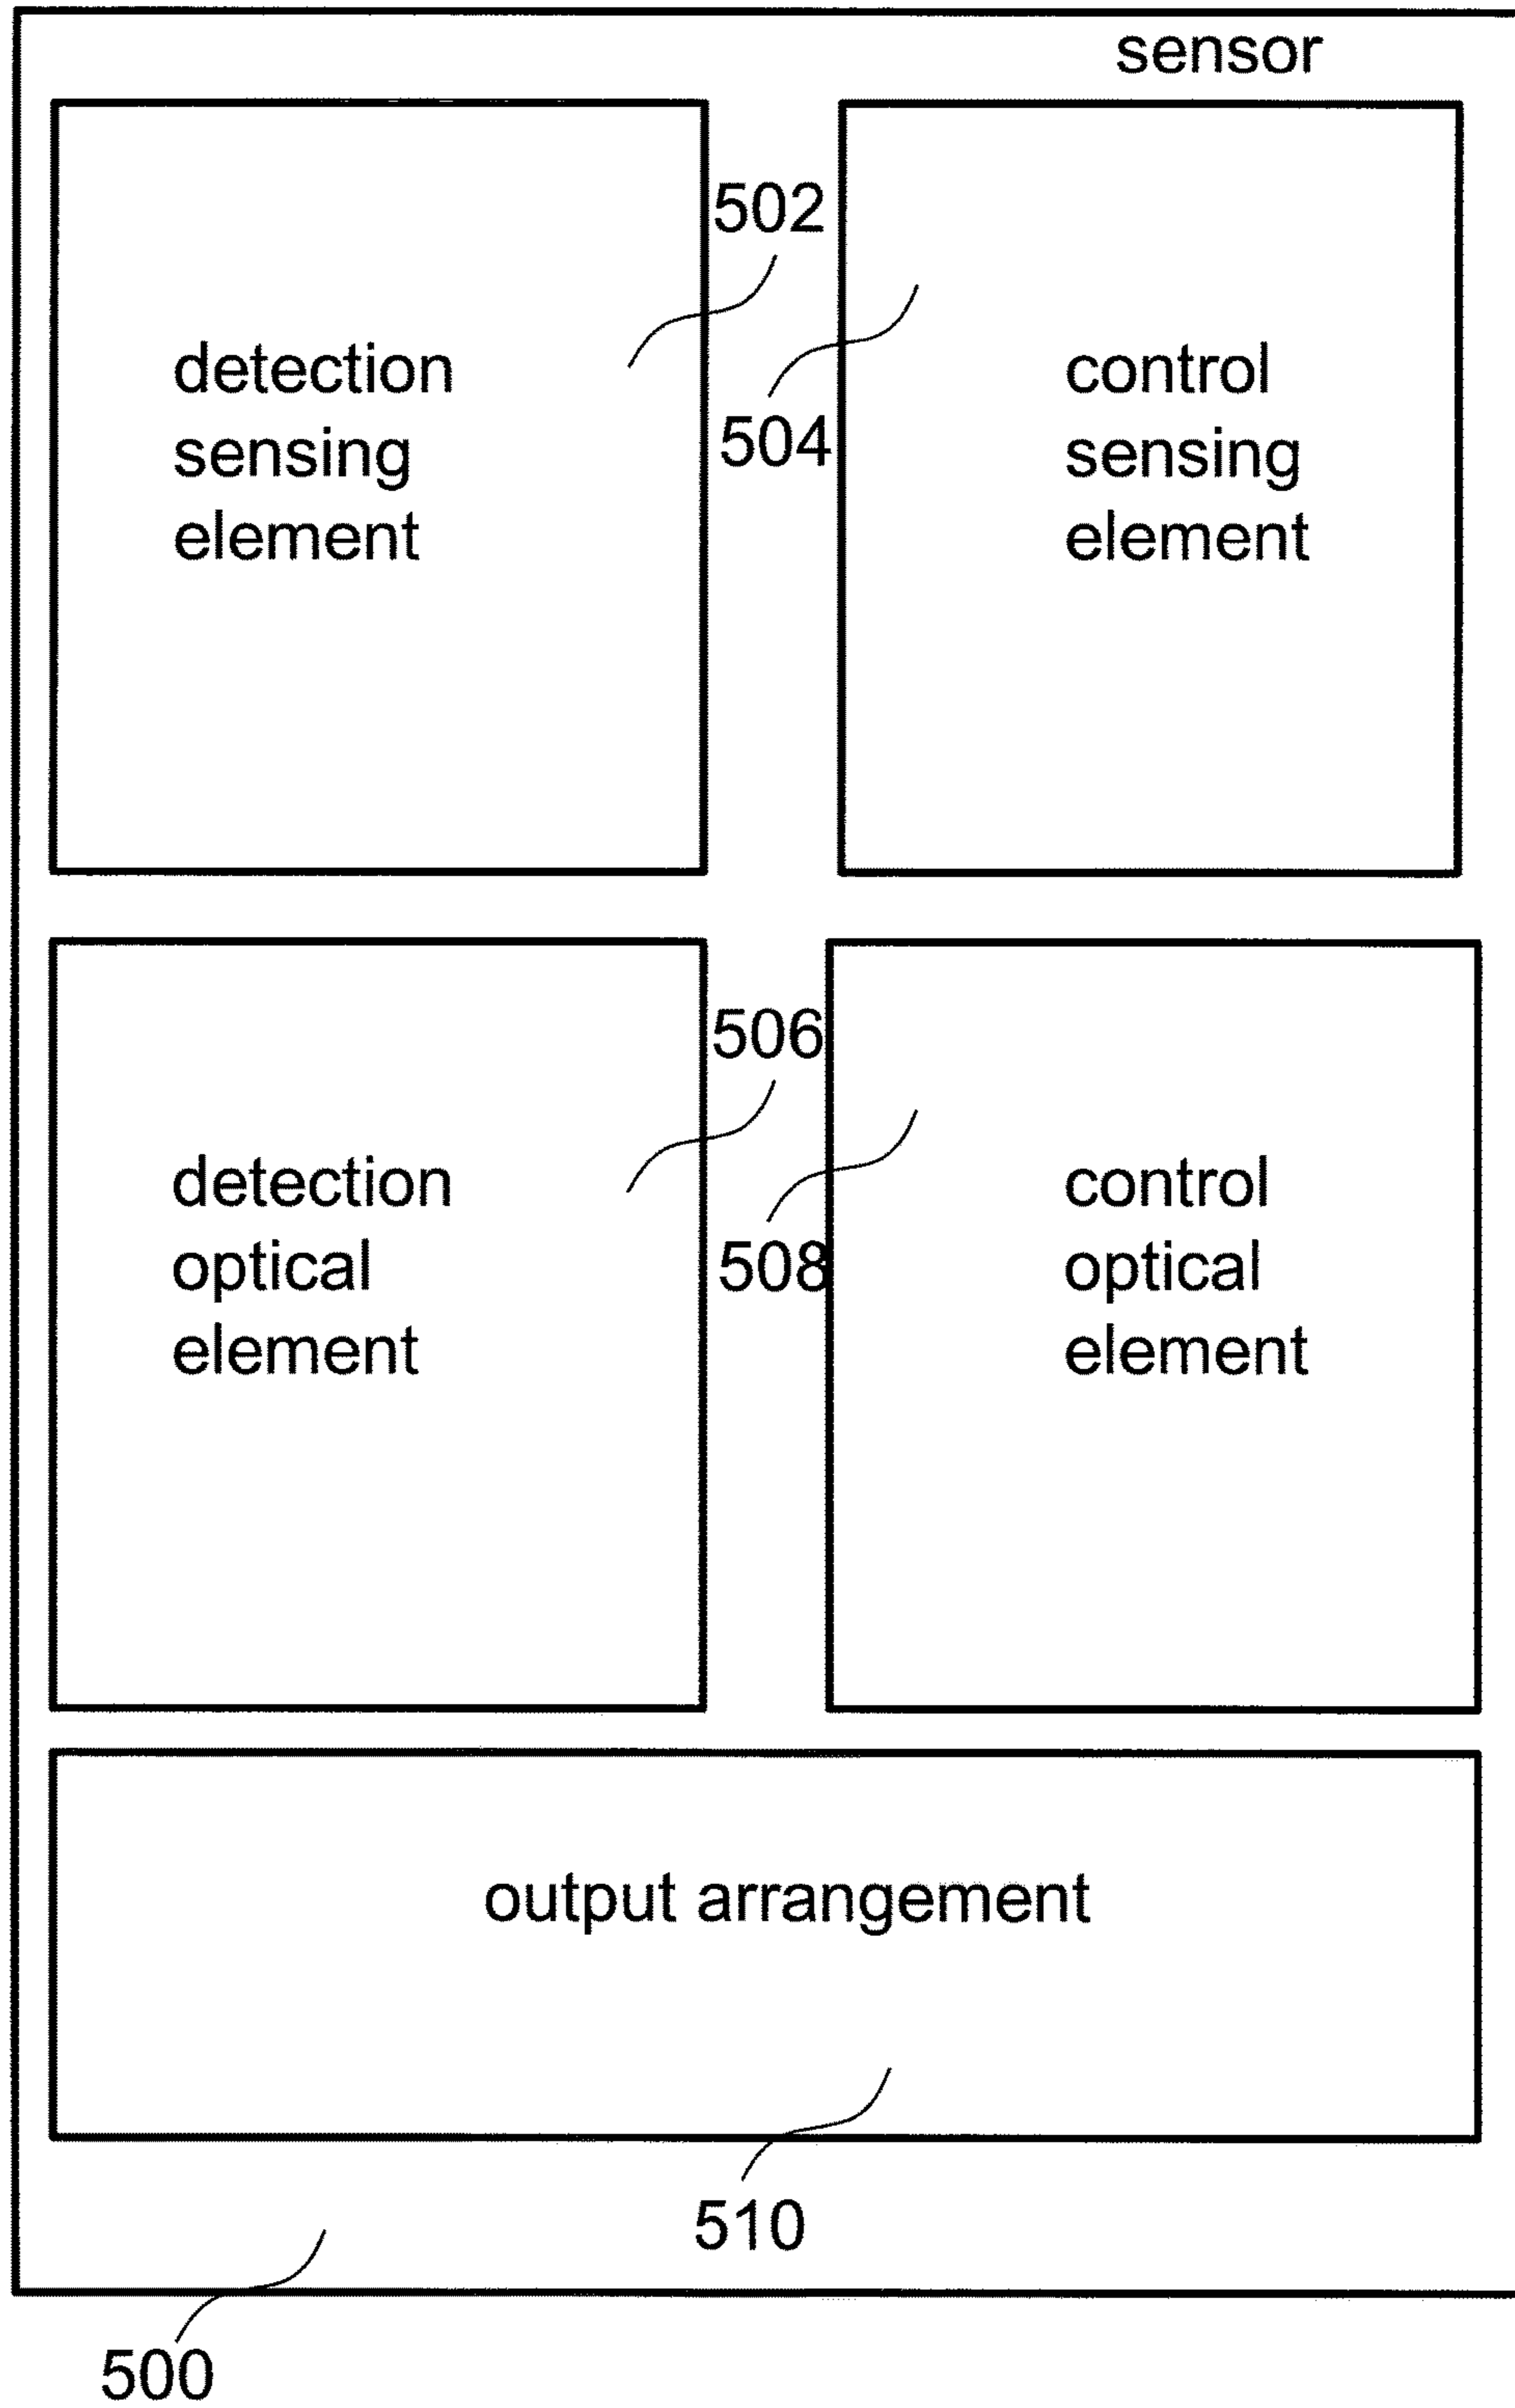 sensor
502
detection
sensing
element
504
control
sensing
element
506
detection
optical
element
508
control
optical
element
output arrangement
510
500